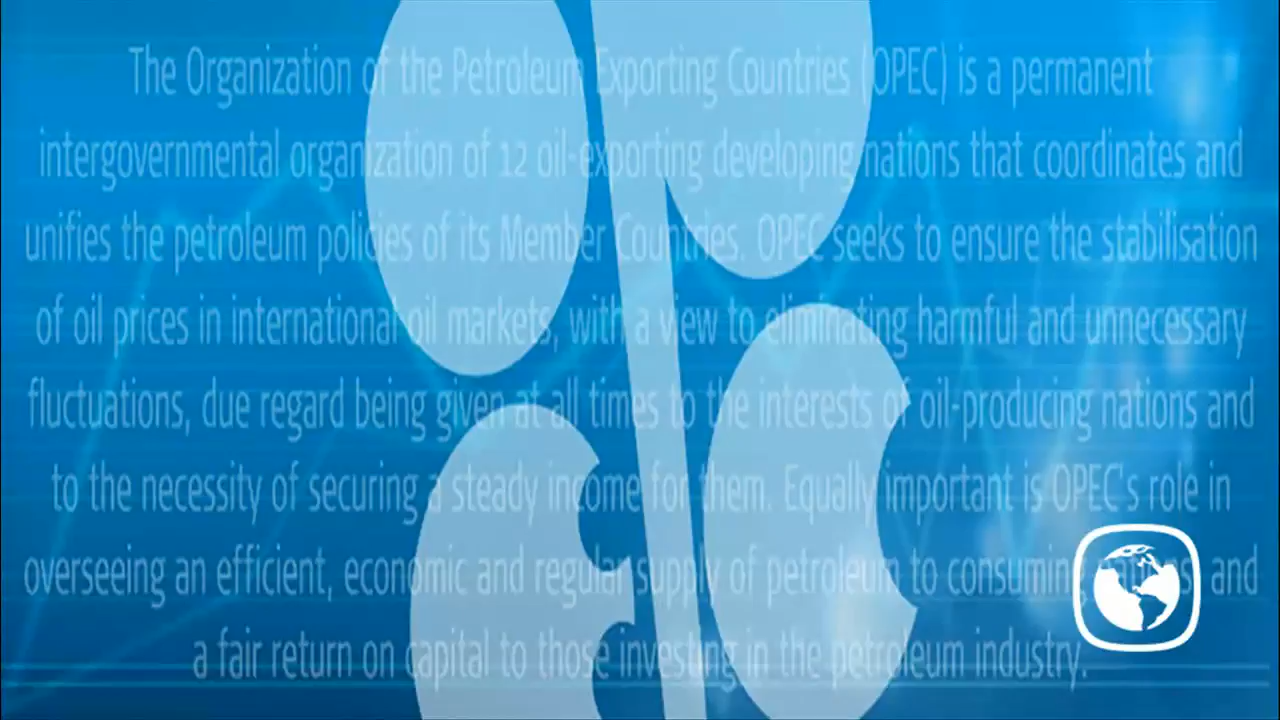 The Organization of the Petroleum Exporting Countries (OPEC) is a permanent
intergovernmental organization of 12 oil-exporting developing nations that coordinates and
unifies the petroleum policies of its Member Countries. OPEC seeks to ensure the stabilisation
of oil prices in international oil markets, with a view to eliminating harmful and unnecessary
fluctuations, due regard being given at all times to the interests of oil-producing nations and
to the necessity of securing a steady income for them. Equally important is OPEC's role in
overseeing an efficient, economic and regular supply of petroleum to consuming and
a fair return on capital to those investing in the petroleum industry.